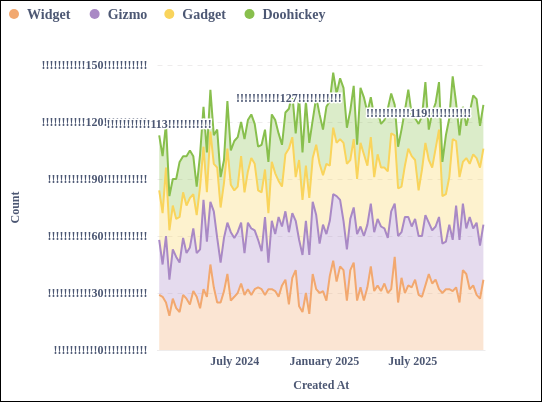 Widget Gizmo Gadget Doohickey
!!!!!!!!!!!150!!!!!!!!!!!
!!!!!!!!!!!127!!!!!!!!!!!
!!!!!!!!!!!119!!!!!!!!!!!
!!!!!!!!!!!120!!!!!!!!!!!
!!!!!!!!!!!113!!!!!!!!!!!
!!!!!!!!!!!90!!!!!!!!!!!
Count
!!!!!!!!!!!60!!!!!!!!!!!
!!!!!!!!!!!30!!!!!!!!!!!
!!!!!!!!!!!0!!!!!!!!!!!
July 2024 January 2025 July 2025
Created At